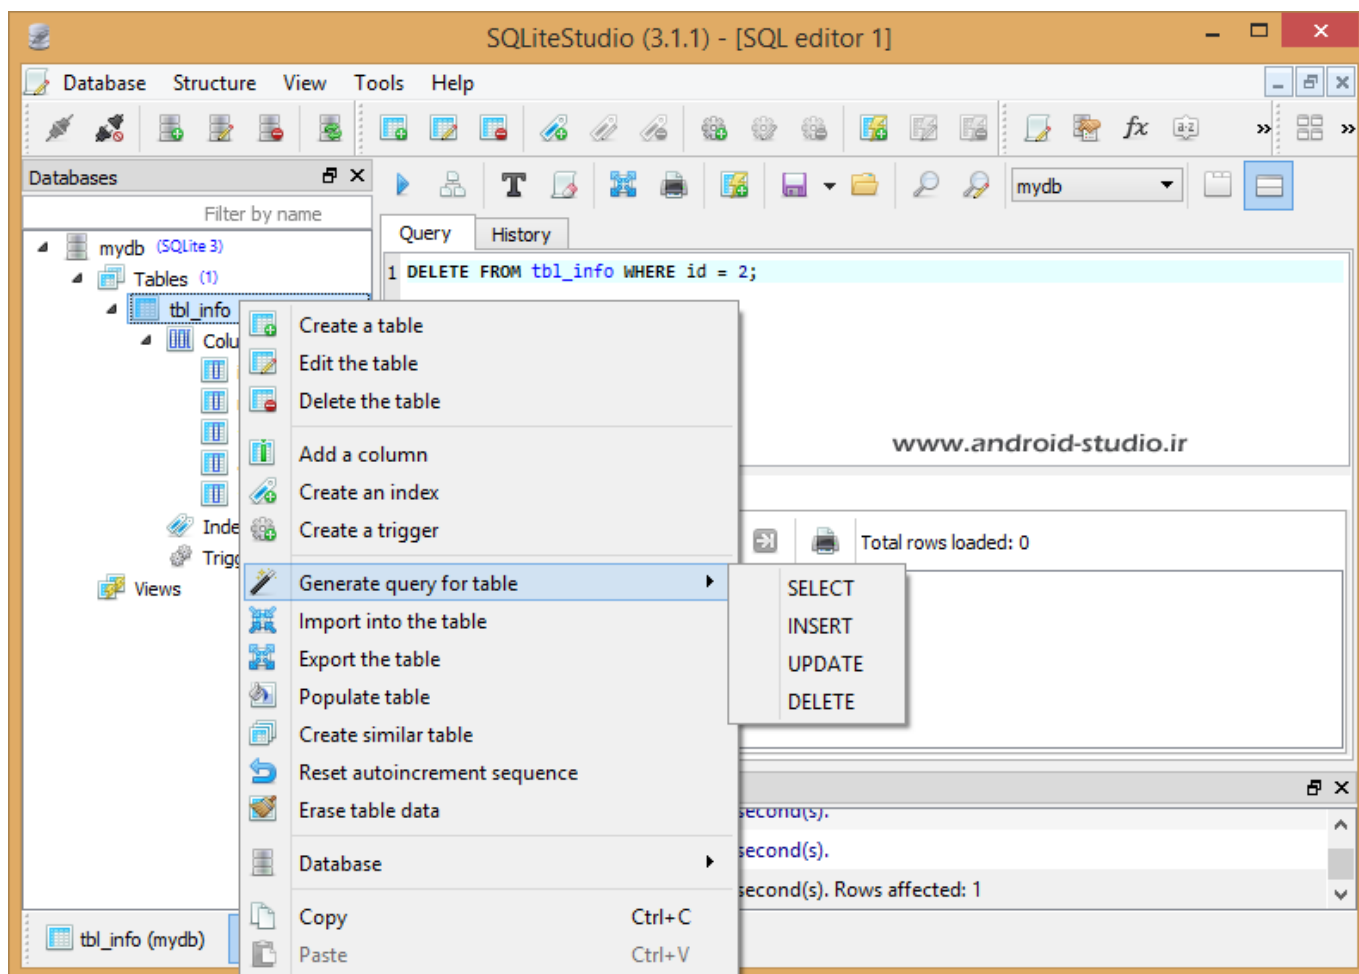 SQLiteStudio (3.1.1) - [SQL editor 1]
Database Structure View Tools Help
Databases
mydb
Filter by name
Query History
mydb (SQLite 3)
1 DELETE FROM tbl_info WHERE id = 2;
Tables (1)
tbl_info
Create a table
Edit the table
Delete the table
www.android-studio.ir
Add a column
Create an index
Create a trigger
Total rows loaded: 0
Views
Generate query for table
SELECT
INSERT
UPDATE
DELETE
Import into the table
Export the table
Populate table
Create similar table
Reset autoincrement sequence
Erase table data
second(s).
Database
second(s).
second(s). Rows affected: 1
Copy Ctrl+C
tbl_info (mydb)
Paste Ctrl+V